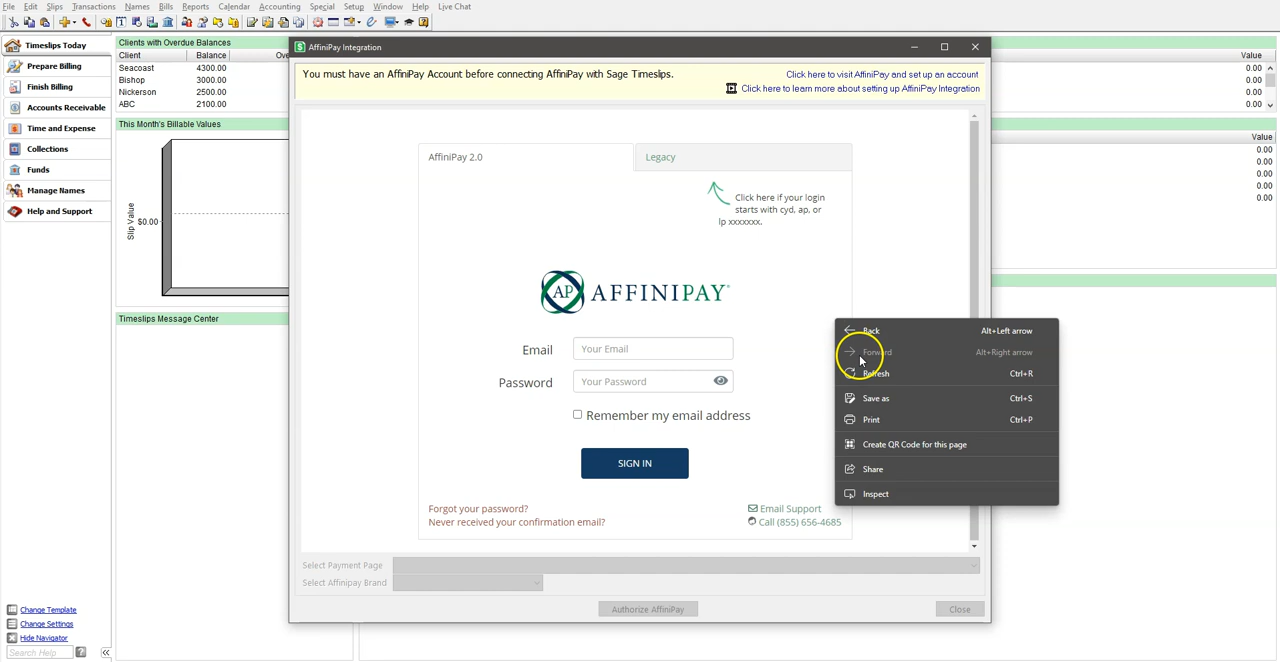 File Edit Slips Transactions Names Bills Reports Calendar Accounting Special Setup Window Help Live Chat
Timeslips Today
Prepare Billing
Finish Billing
Accounts Receivable
Time and Expense
Collections
Funds
Manage Names
Help and Support
Change Template
Change Settings
Hide Navigator
Search Help
Clients with Overdue Balances
Client Balance
Seacoast 4300.00
Bishop 3000.00
Nickerson 2500.00
ABC 2100.00
This Month's Billable Values
Slip Value
$0.00
Timeslips Message Center
AffiniPay Integration
You must have an AffiniPay Account before connecting AffiniPay with Sage Timeslips.
Click here to visit AffiniPay and set up an account
Click here to learn more about setting up AffiniPay Integration
AffiniPay 2.0
Legacy
Click here if your login
starts with cyd, ap, or
lp xxxxxxx.
AP AFFINIPAY®
Email Your Email
Password Your Password
Remember my email address
SIGN IN
Forgot your password?
Never received your confirmation email?
Email Support
Call (855) 656-4685
Select Payment Page
Select Affinipay Brand
Authorize AffiniPay
Close
Back Alt+Left arrow
Forward Alt+Right arrow
Refresh Ctrl+R
Save as Ctrl+S
Print Ctrl+P
Create QR Code for this page
Share
Inspect
Value
0.00
0.00
0.00
0.00
Value
0.00
0.00
0.00
0.00
0.00